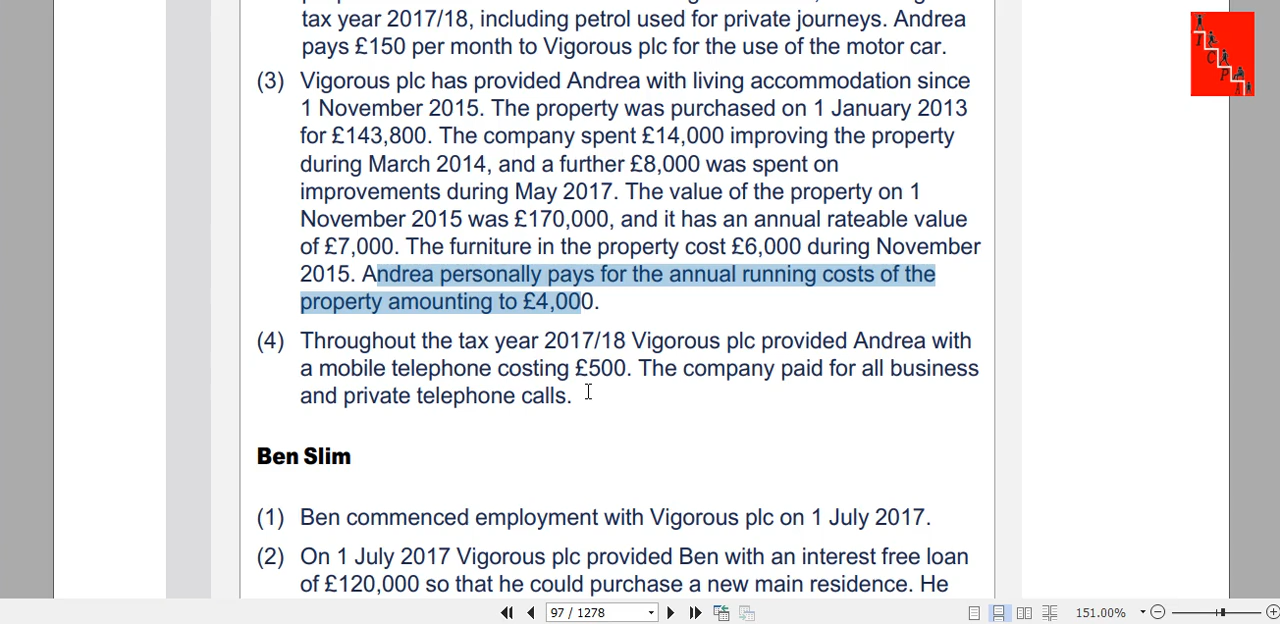 tax year 2017/18, including petrol used for private journeys. Andrea
pays £150 per month to Vigorous plc for the use of the motor car.
(3) Vigorous plc has provided Andrea with living accommodation since
1 November 2015. The property was purchased on 1 January 2013
for £143,800. The company spent £14,000 improving the property
during March 2014, and a further £8,000 was spent on
improvements during May 2017. The value of the property on 1
November 2015 was £170,000, and it has an annual rateable value
of £7,000. The furniture in the property cost £6,000 during November
2015. Andrea personally pays for the annual running costs of the
property amounting to £4,000.
(4) Throughout the tax year 2017/18 Vigorous plc provided Andrea with
a mobile telephone costing £500. The company paid for all business
and private telephone calls.
Ben Slim
(1) Ben commenced employment with Vigorous plc on 1 July 2017.
(2) On 1 July 2017 Vigorous plc provided Ben with an interest free loan
of £120,000 so that he could purchase a new main residence. He
97 / 1278
151.00%
T
C
P
A